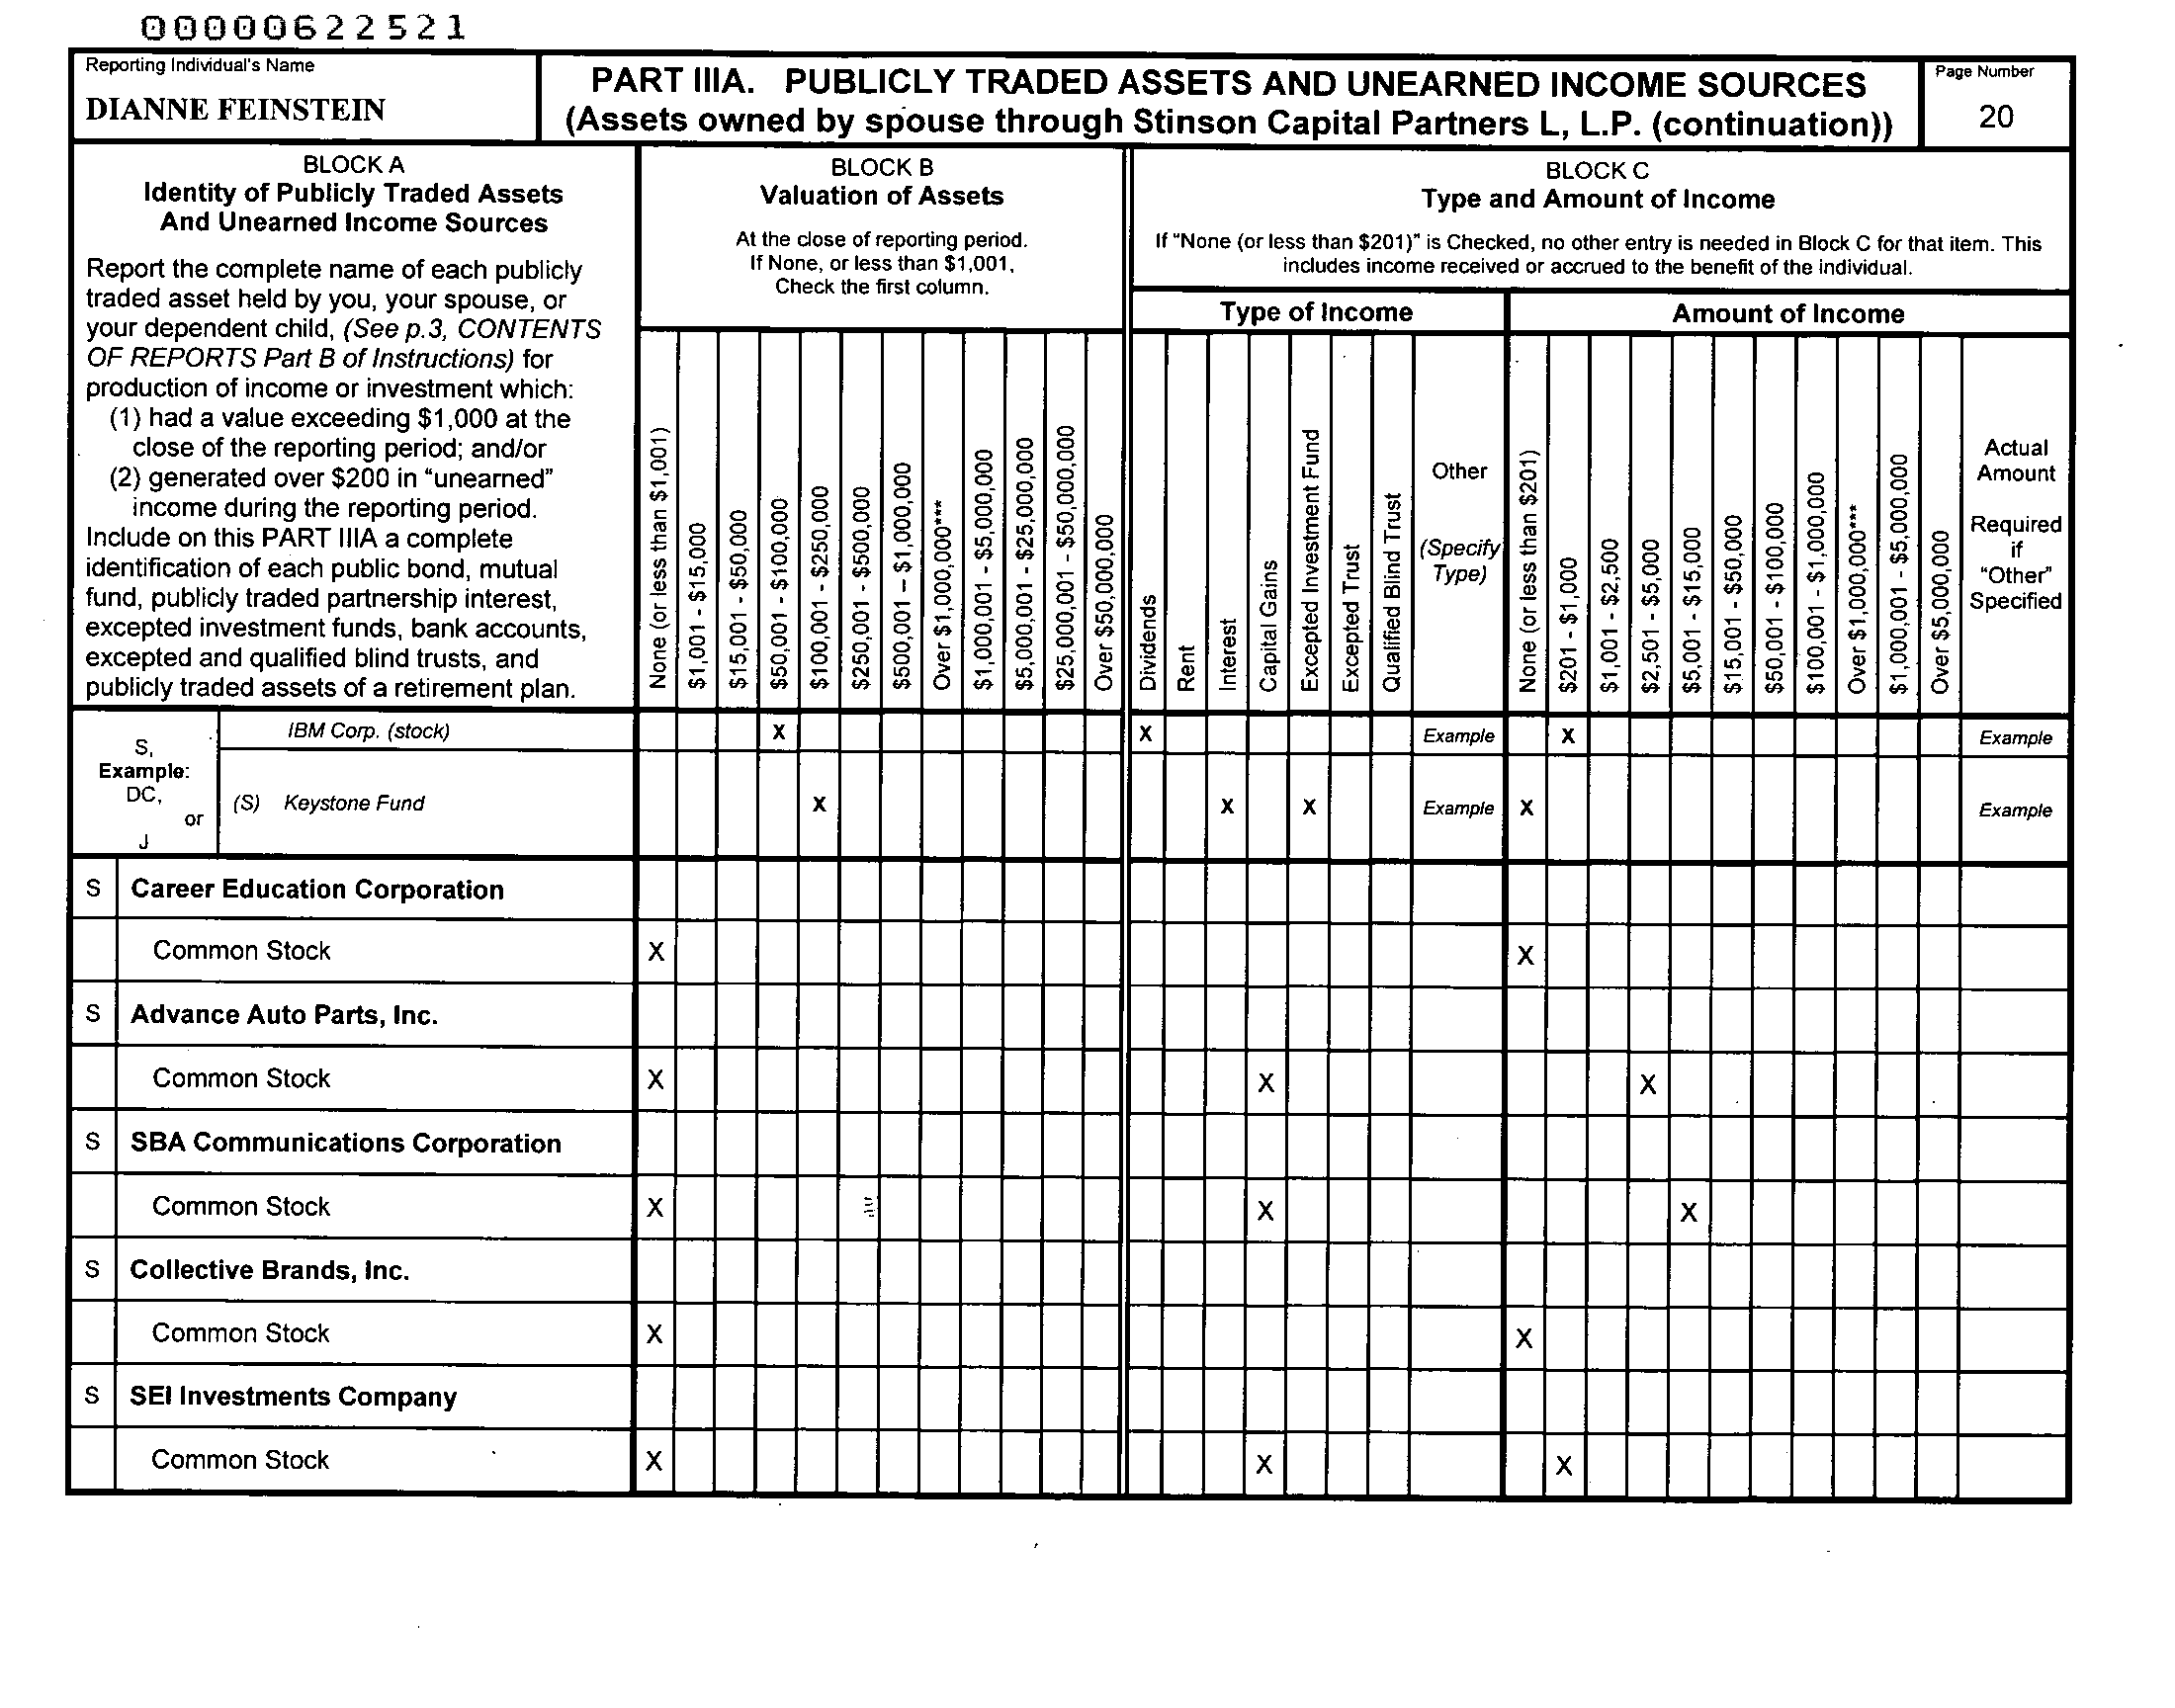 00000622521
Reporting Individual's Name
DIANNE FEINSTEIN
PART IIIA. PUBLICLY TRADED ASSETS AND UNEARNED INCOME SOURCES
(Assets owned by spouse through Stinson Capital Partners L, L.P. (continuation))
Page Number
20
BLOCK A
Identity of Publicly Traded Assets
And Unearned Income Sources
Report the complete name of each publicly
traded asset held by you, your spouse, or
your dependent child, (See p.3, CONTENTS
OF REPORTS Part B of Instructions) for
production of income or investment which:
(1) had a value exceeding $1,000 at the
close of the reporting period; and/or
(2) generated over $200 in "unearned"
income during the reporting period.
Include on this PART IIIA a complete
identification of each public bond, mutual
fund, publicly traded partnership interest,
excepted investment funds, bank accounts,
excepted and qualified blind trusts, and
publicly traded assets of a retirement plan.
BLOCK B
Valuation of Assets
At the close of reporting period.
If None, or less than $1,001,
Check the first column.
None (or less than $1,001)
$1,001 - $15,000
$15,001 - $50,000
$50,001 - $100,000
$100,001 - $250,000
$250,001 - $500,000
$500,001 – $1,000,000
Over $1,000,000***
$1,000,001 - $5,000,000
$5,000,001 - $25,000,000
$25,000,001 - $50,000,000
Over $50,000,000
BLOCK C
Type and Amount of Income
If "None (or less than $201)" is Checked, no other entry is needed in Block C for that item. This
includes income received or accrued to the benefit of the individual.
Type of Income
Dividends
Rent
Interest
Capital Gains
Excepted Investment Fund
Excepted Trust
Qualified Blind Trust
Other
(Specify
Type)
Amount of Income
None (or less than $201)
$201 - $1,000
$1,001 - $2,500
$2,501 - $5,000
$5,001 - $15,000
$15,001 - $50,000
$50,001 - $100,000
$100,001 - $1,000,000
Over $1,000,000***
$1,000,001 - $5,000,000
Over $5,000,000
Actual
Amount
Required
if
"Other"
Specified
S,
Example:
DC,
or
J
IBM Corp. (stock) X X Example X Example
(S) Keystone Fund X X X Example X Example
S Career Education Corporation
Common Stock X X
S Advance Auto Parts, Inc.
Common Stock X X X
S SBA Communications Corporation
Common Stock X X X
S Collective Brands, Inc.
Common Stock X X
S SEI Investments Company
Common Stock X X X